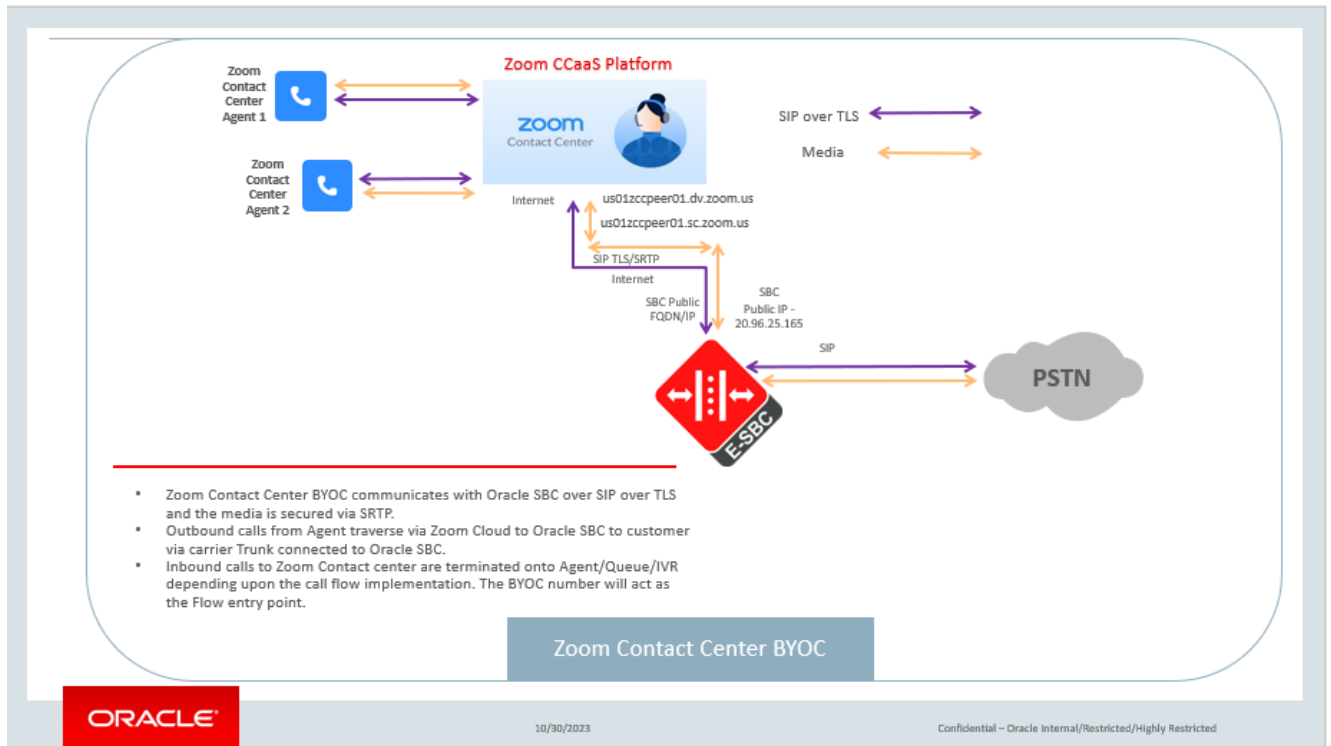 Zoom
Contact
Center
Agent 1
Zoom CCaaS Platform
zoom
Contact Center
SIP over TLS
Media
Zoom
Contact
Center
Agent 2
Internet
us01zccpeer01.dv.zoom.us
us01zccpeer01.sc.zoom.us
SIP TLS/SRTP
Internet
SBC Public
FQDN/IP
SBC
Public IP -
20.96.25.165
SIP
PSTN
E-SBC
• Zoom Contact Center BYOC communicates with Oracle SBC over SIP over TLS
and the media is secured via SRTP.
• Outbound calls from Agent traverse via Zoom Cloud to Oracle SBC to customer
via carrier Trunk connected to Oracle SBC.
• Inbound calls to Zoom Contact center are terminated onto Agent/Queue/IVR
depending upon the call flow implementation. The BYOC number will act as
the Flow entry point.
Zoom Contact Center BYOC
ORACLE
10/30/2023
Confidential – Oracle Internal/Restricted/Highly Restricted